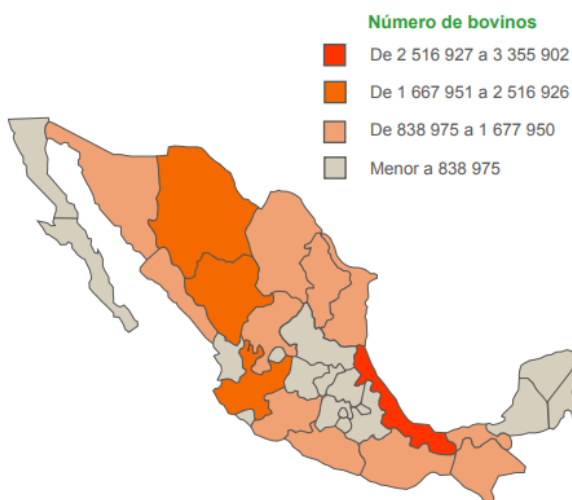 Número de bovinos
De 2 516 927 a 3 355 902
De 1 667 951 a 2 516 926
De 838 975 a 1 677 950
Menor a 838 975